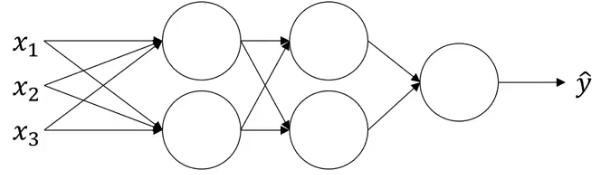 x₁
x₂
x₃
ŷ